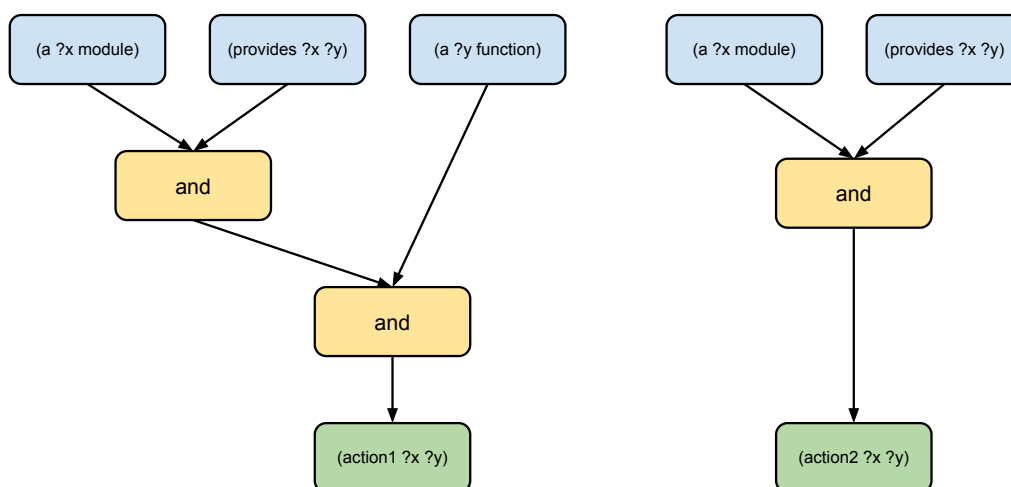 (a ?x module)
(provides ?x ?y)
(a ?y function)
(a ?x module)
(provides ?x ?y)
and
and
and
(action1 ?x ?y)
(action2 ?x ?y)